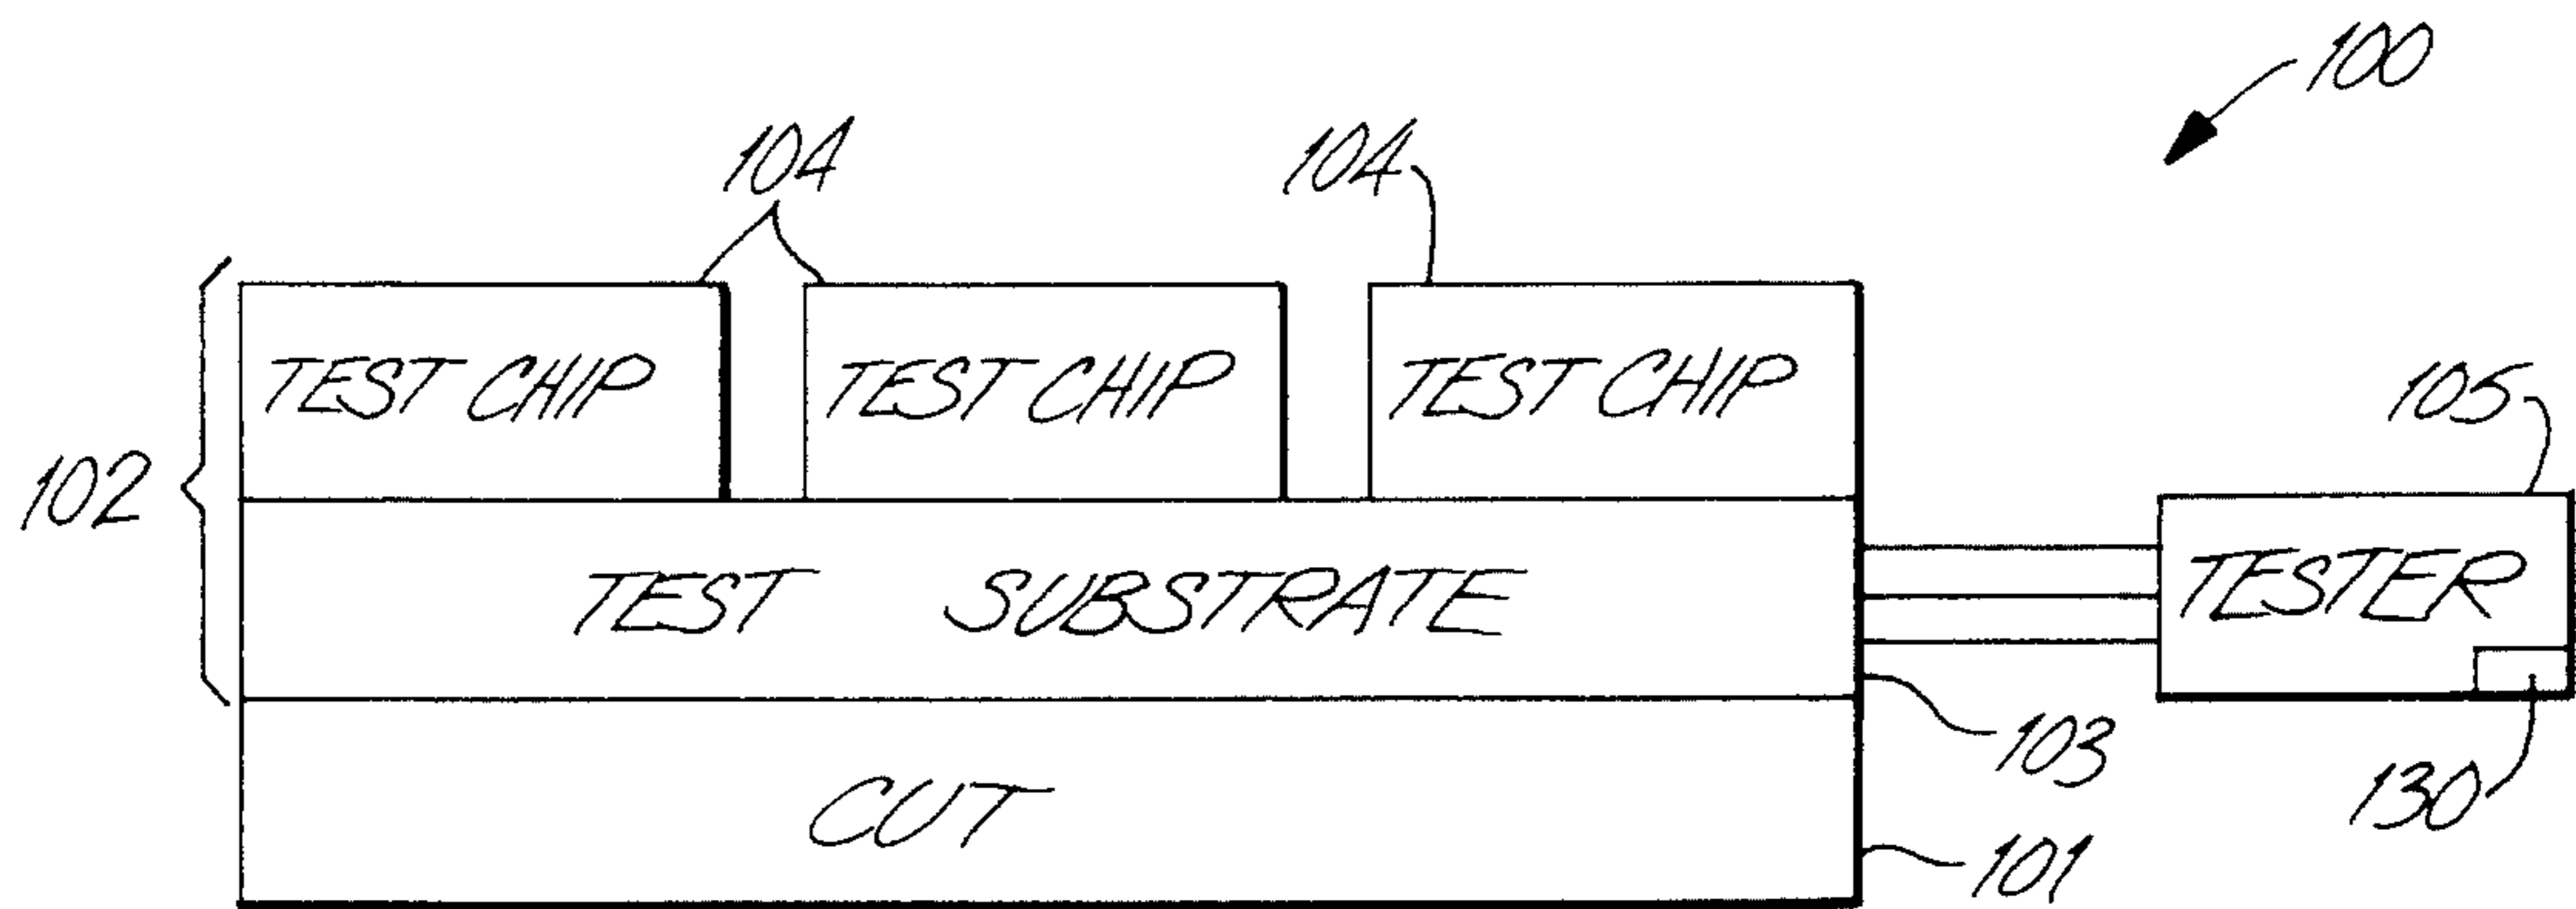 100
104
104
TEST CHIP
TEST CHIP
TEST CHIP
105
102
TEST SUBSTRATE
TESTER
103
130
CUT
101